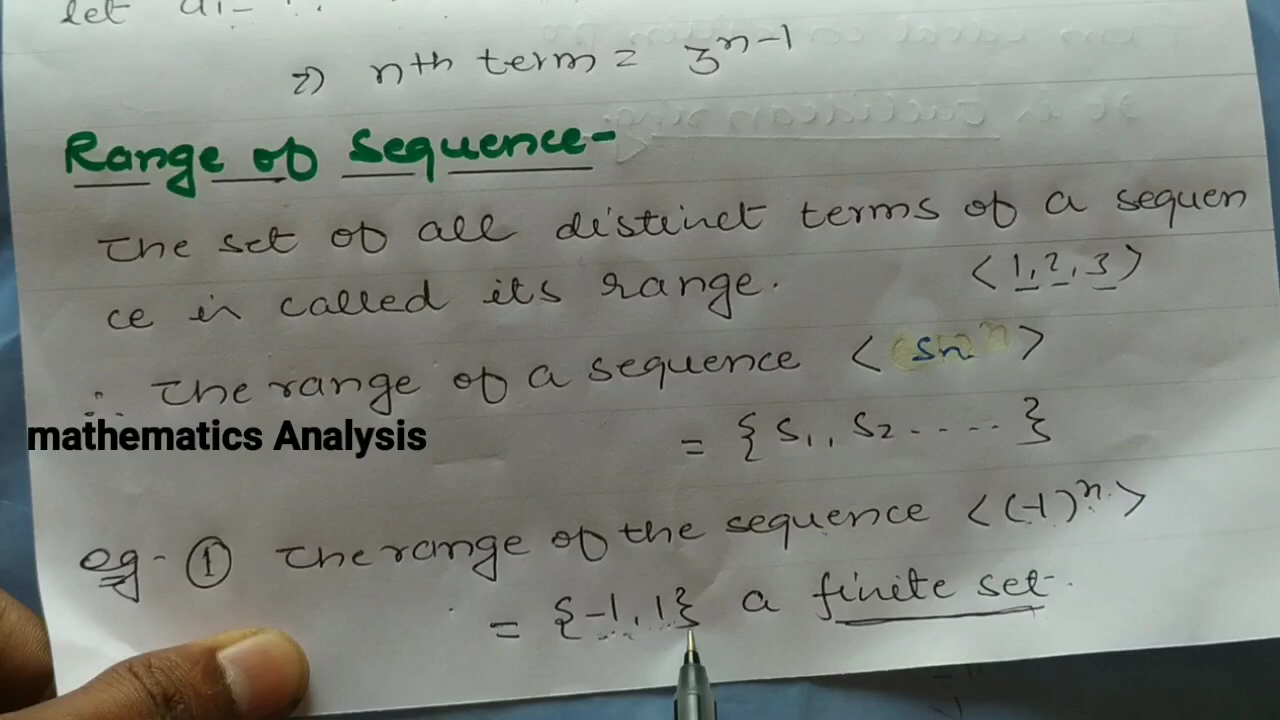 let a1 =
⇒ nth term = 3^n-1
Range of Sequence-
The set of all distinct terms of a sequen
ce is called its range. < 1, 2, 3 >
∴ The range of a sequence < Sn >
mathematics Analysis
= { S1, , S2 - - - - . }
eg- ① The range of the sequence < (-1)^n >
= {-1, 1} a finite set.